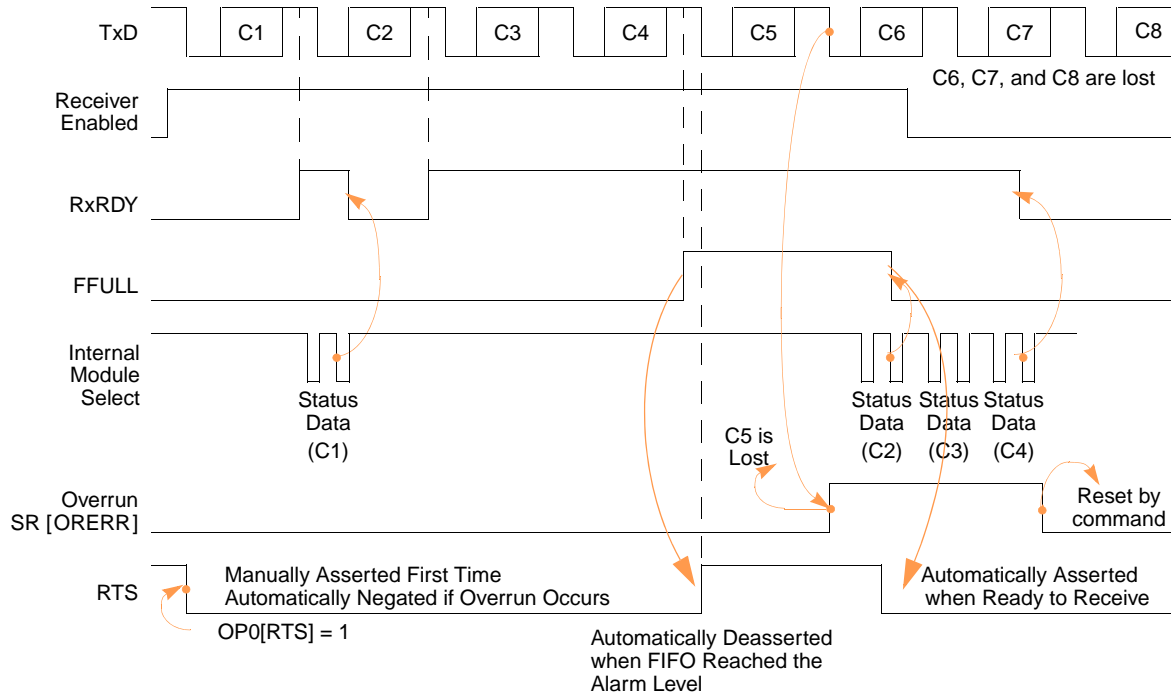 TxD
C1
C2
C3
C4
C5
C6
C7
C8
C6, C7, and C8 are lost
Receiver
Enabled
RxRDY
FFULL
Internal
Module
Select
Status
Data
(C1)
Status
Data
(C2)
Status
Data
(C3)
Status
Data
(C4)
C5 is
Lost
Overrun
SR [ORERR]
Reset by
command
RTS
Manually Asserted First Time
Automatically Negated if Overrun Occurs
OP0[RTS] = 1
Automatically Asserted
when Ready to Receive
Automatically Deasserted
when FIFO Reached the
Alarm Level